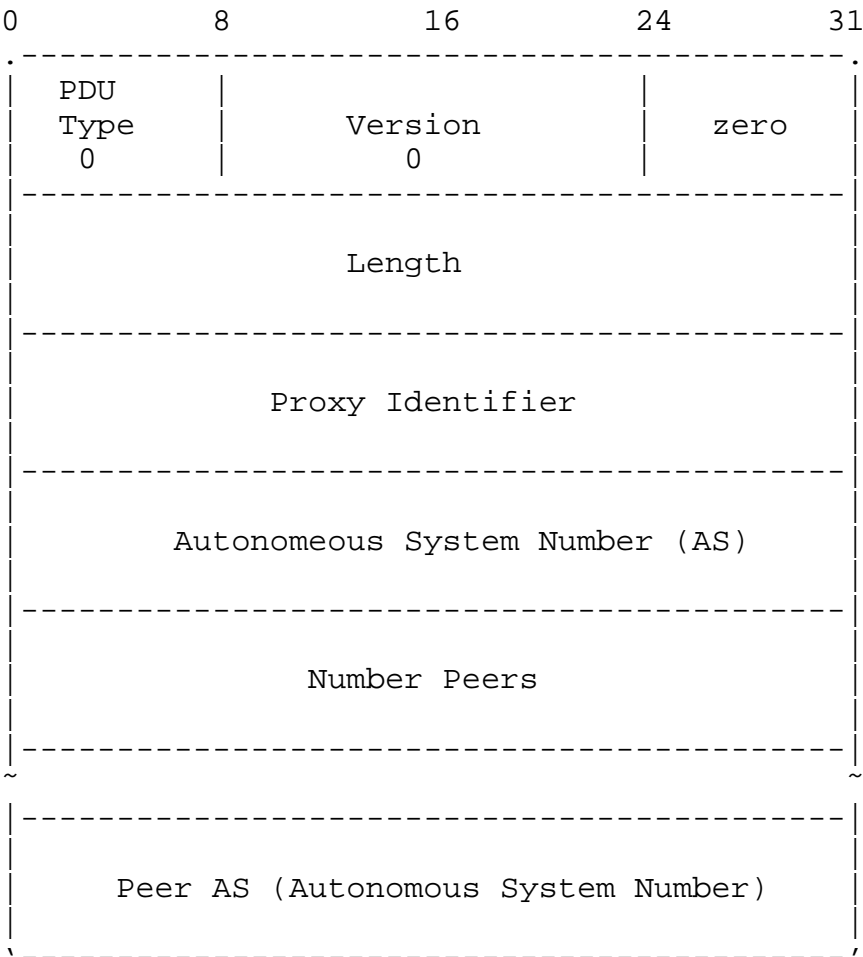 0 8 16 24 31
PDU
Type Version zero
0 0
Length
Proxy Identifier
Autonomeous System Number (AS)
Number Peers
~ ~
Peer AS (Autonomous System Number)